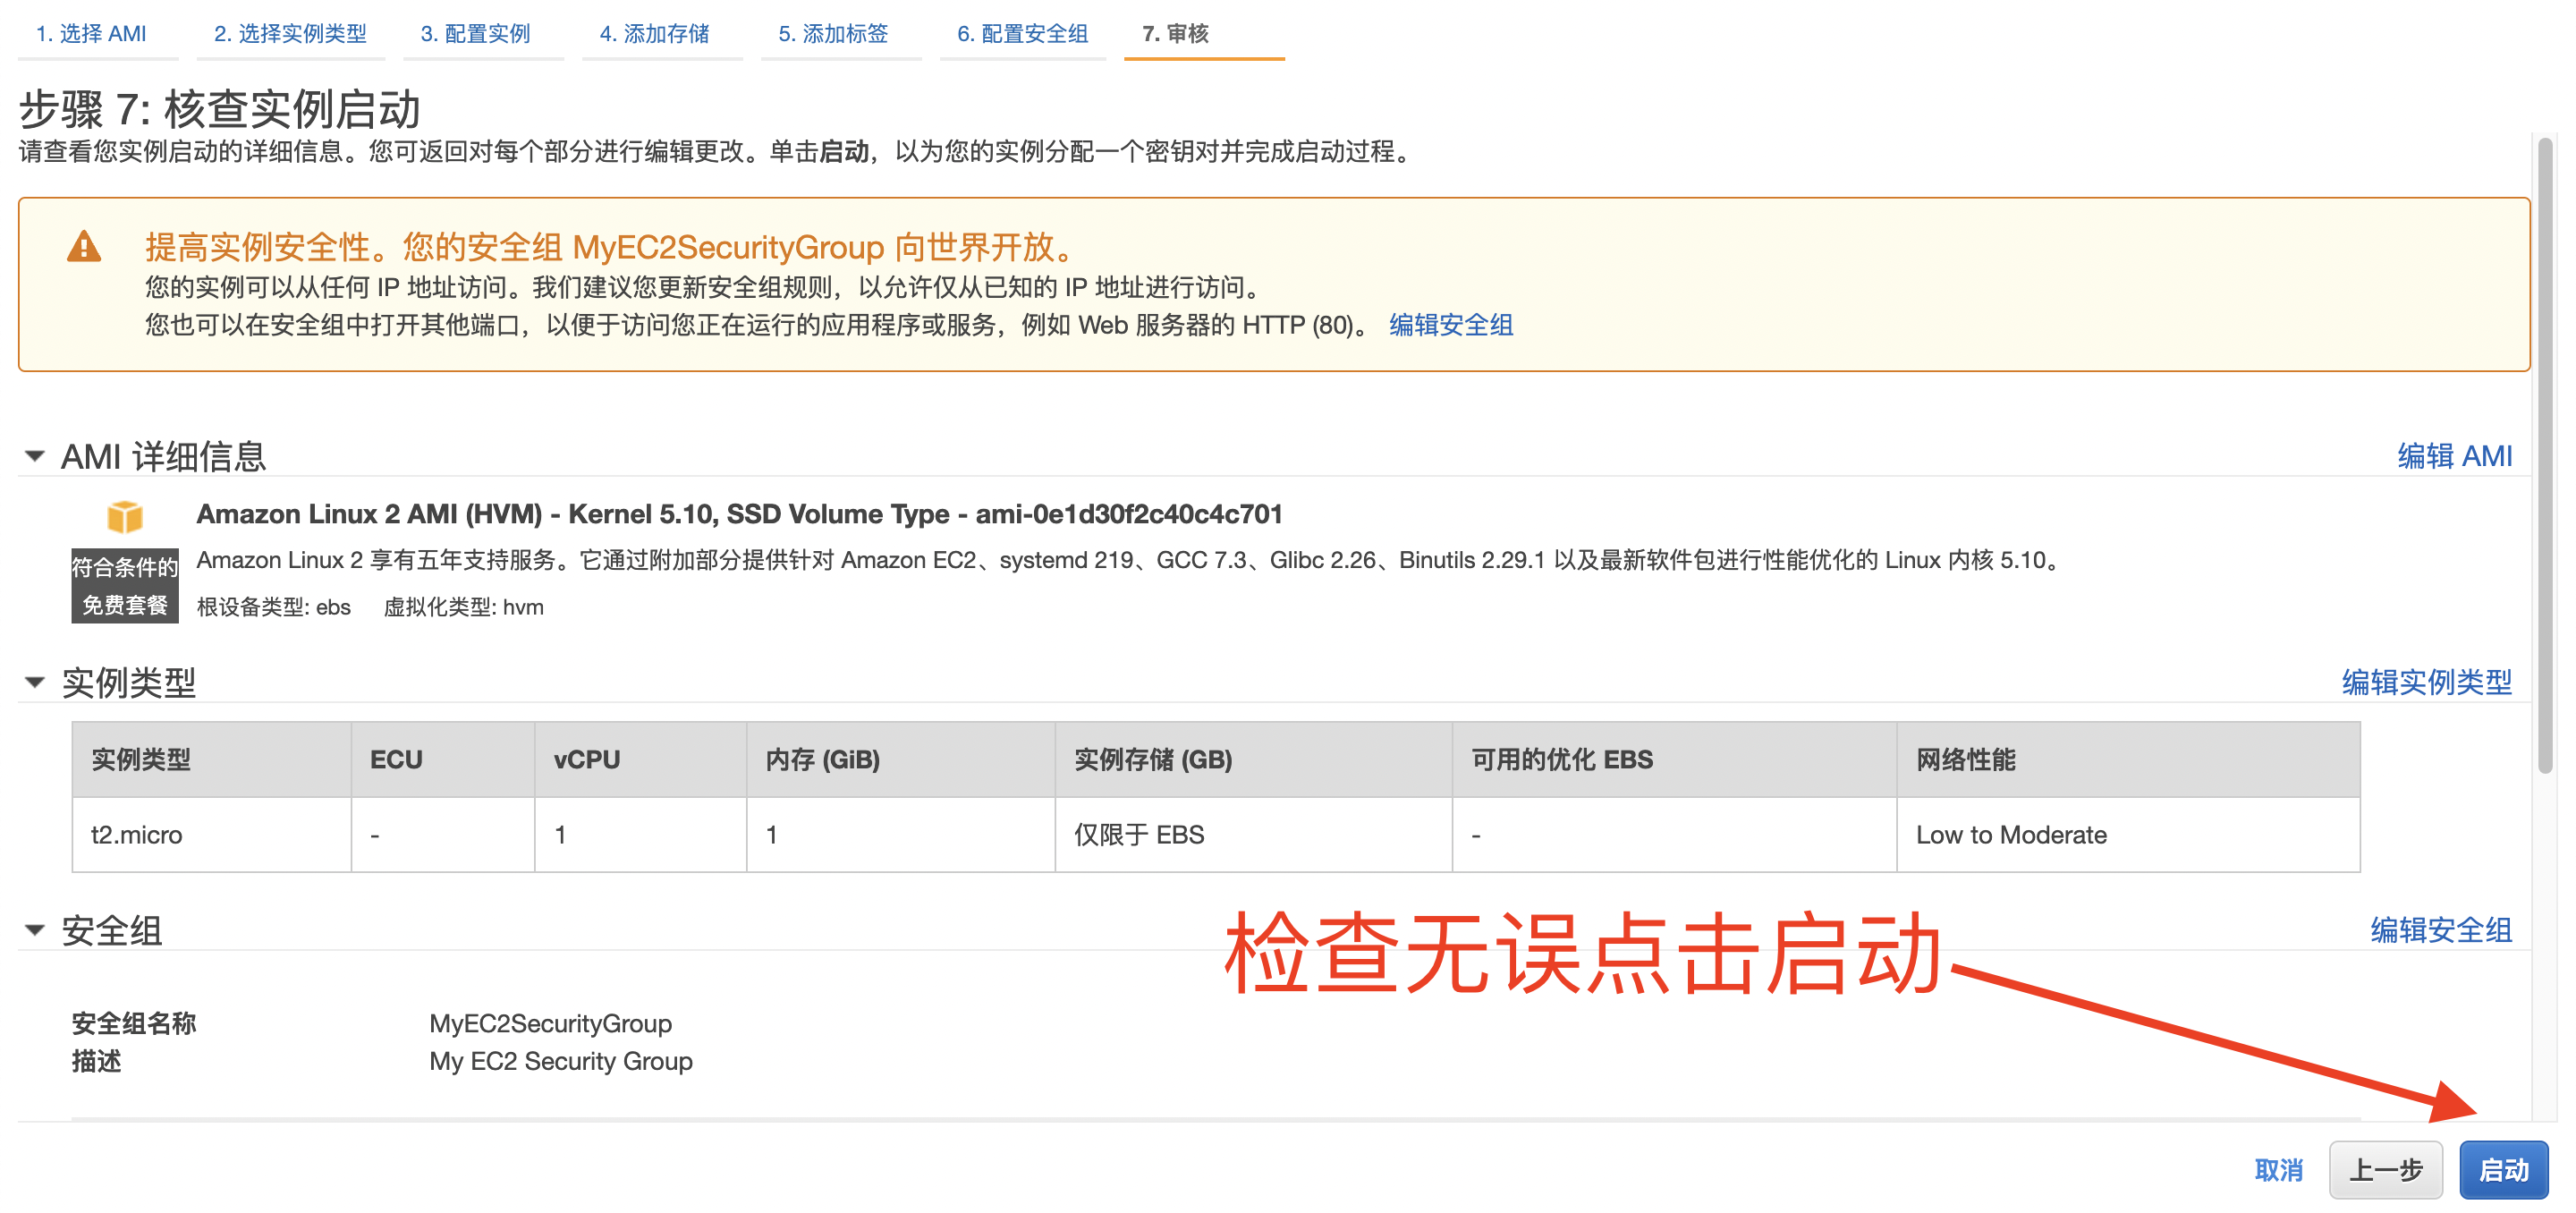 1. 选择 AMI 2. 选择实例类型 3. 配置实例 4. 添加存储 5. 添加标签 6. 配置安全组 7. 审核
步骤 7: 核查实例启动
请查看您实例启动的详细信息。您可返回对每个部分进行编辑更改。单击启动，以为您的实例分配一个密钥对并完成启动过程。
提高实例安全性。您的安全组 MyEC2SecurityGroup 向世界开放。
您的实例可以从任何 IP 地址访问。我们建议您更新安全组规则，以允许仅从已知的 IP 地址进行访问。
您也可以在安全组中打开其他端口，以便于访问您正在运行的应用程序或服务，例如 Web 服务器的 HTTP (80)。 编辑安全组
AMI 详细信息 编辑 AMI
Amazon Linux 2 AMI (HVM) - Kernel 5.10, SSD Volume Type - ami-0e1d30f2c40c4c701
符合条件的
免费套餐
Amazon Linux 2 享有五年支持服务。它通过附加部分提供针对 Amazon EC2、systemd 219、GCC 7.3、Glibc 2.26、Binutils 2.29.1 以及最新软件包进行性能优化的 Linux 内核 5.10。
根设备类型: ebs 虚拟化类型: hvm
实例类型 编辑实例类型
实例类型 ECU vCPU 内存 (GiB) 实例存储 (GB) 可用的优化 EBS 网络性能
t2.micro - 1 1 仅限于 EBS - Low to Moderate
安全组 编辑安全组
检查无误点击启动
安全组名称 MyEC2SecurityGroup
描述 My EC2 Security Group
取消 上一步 启动